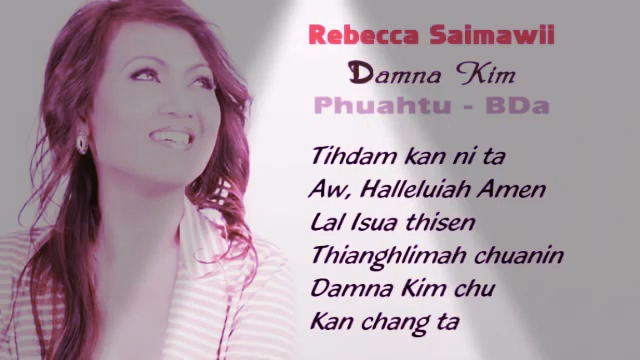 Rebecca Saimawii
Damna Kim
Phuahtu - BDa
Tihdam kan ni ta
Aw, Halleluiah Amen
Lal Isua thisen
Thianghlimah chuanin
Damna Kim chu
Kan chang ta